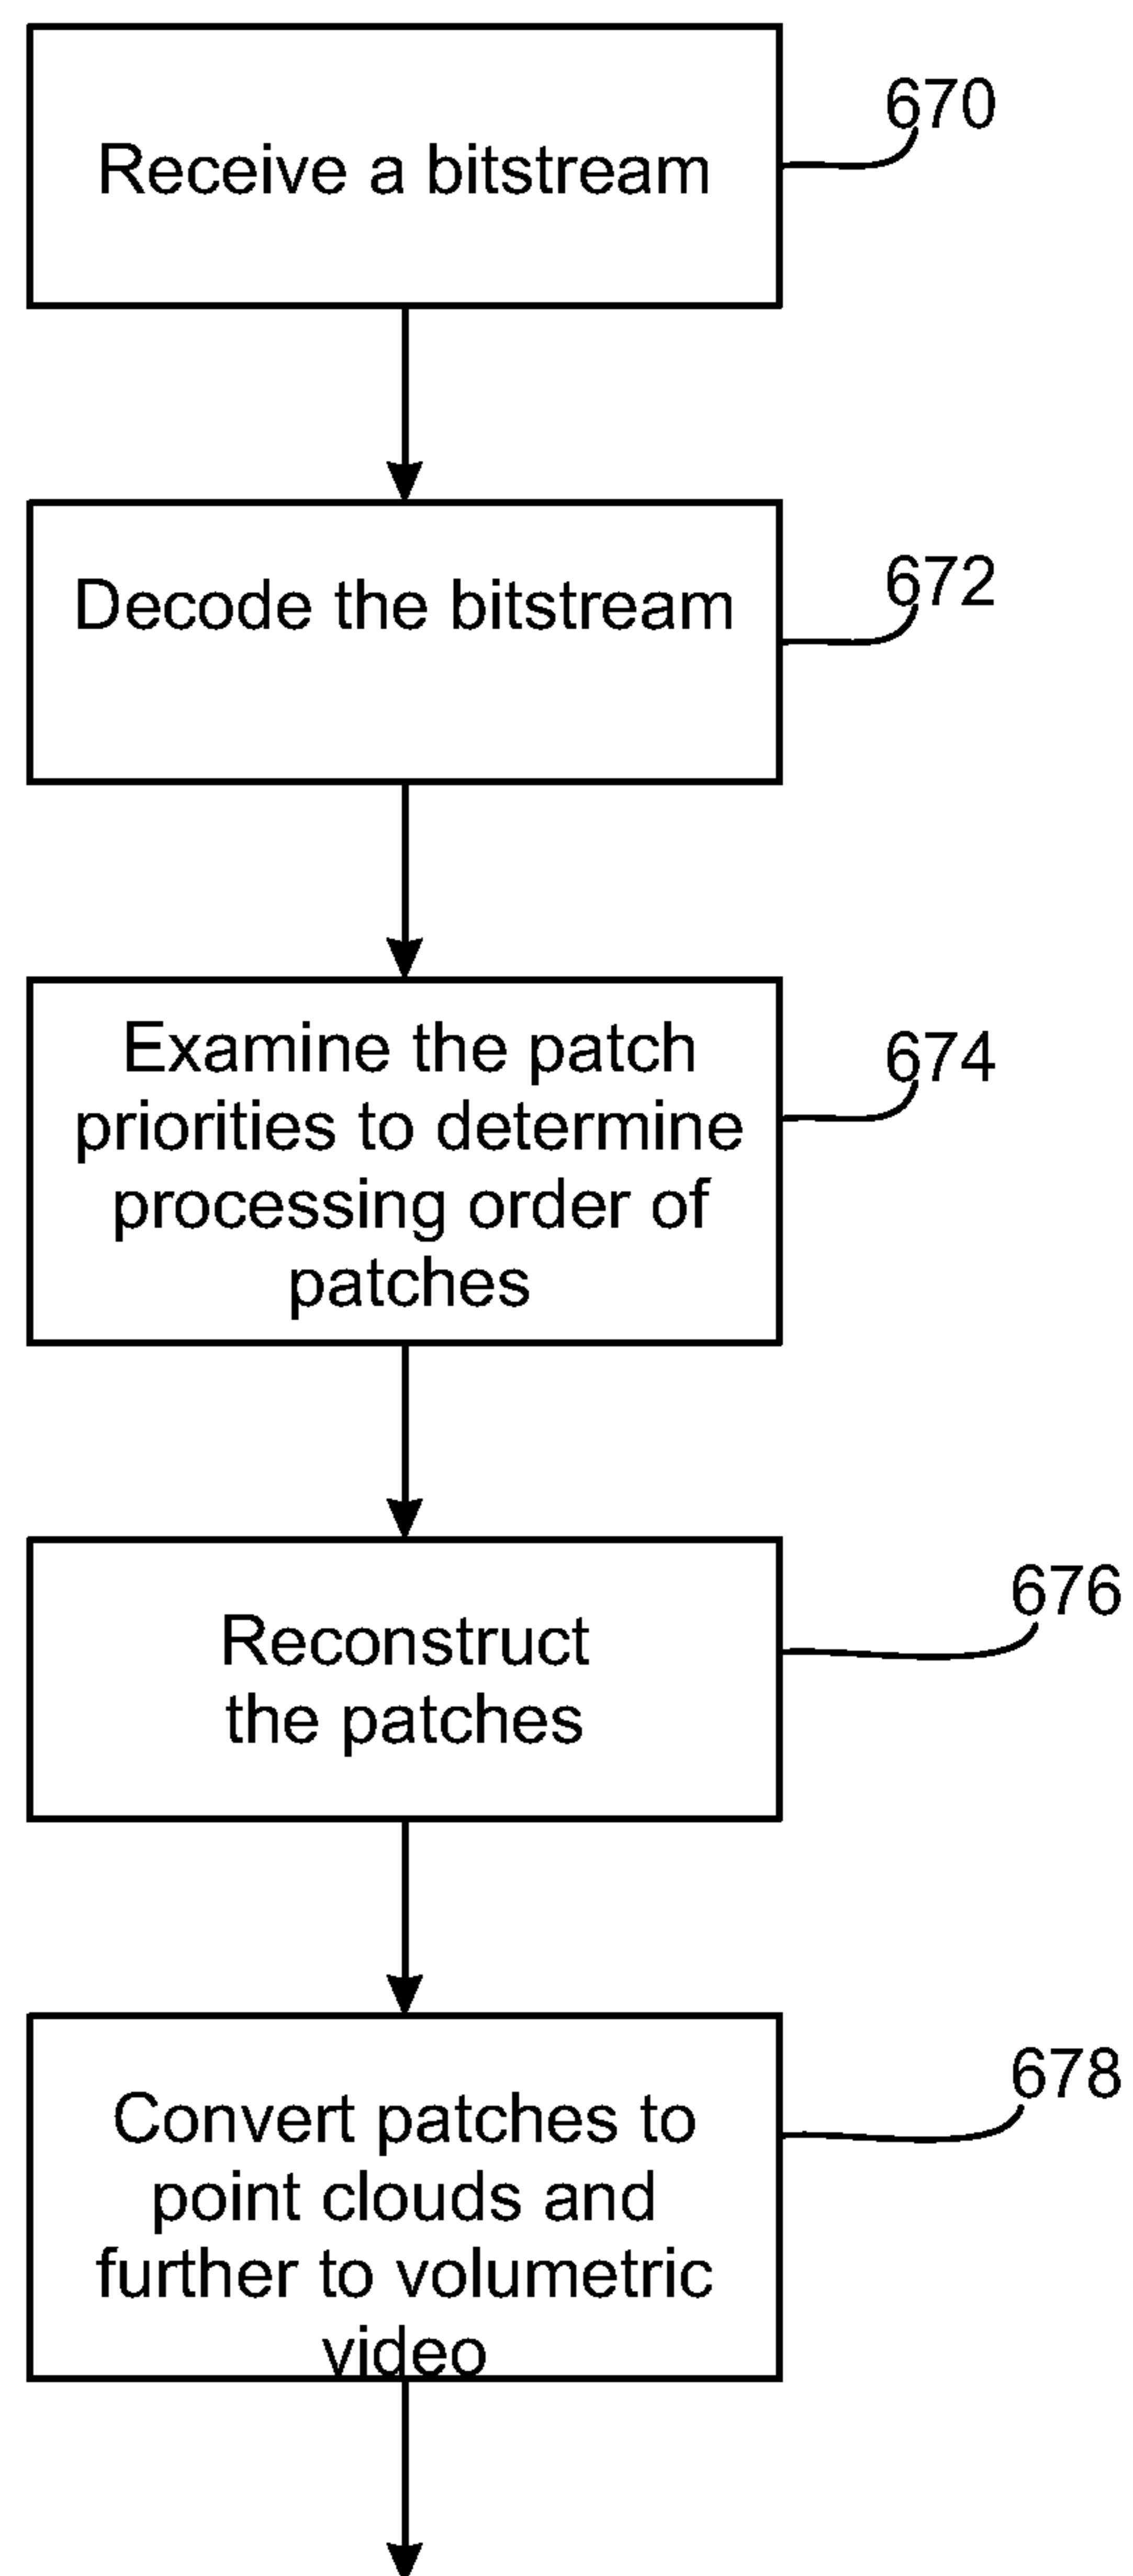 Receive a bitstream
670
Decode the bitstream
672
Examine the patch
priorities to determine
processing order of
patches
674
Reconstruct
the patches
676
Convert patches to
point clouds and
further to volumetric
video
678